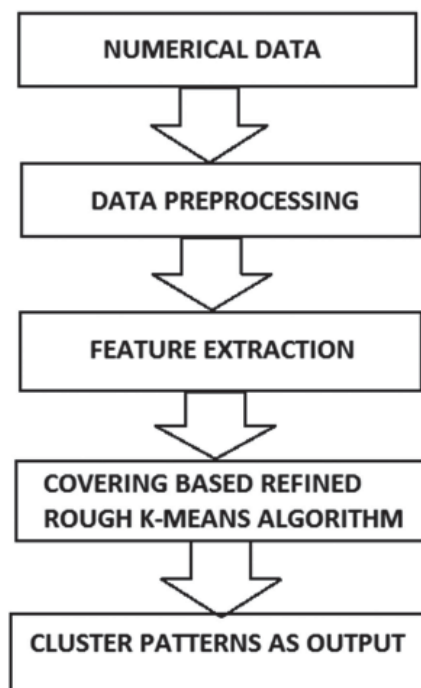 NUMERICAL DATA
DATA PREPROCESSING
FEATURE EXTRACTION
COVERING BASED REFINED
ROUGH K-MEANS ALGORITHM
CLUSTER PATTERNS AS OUTPUT